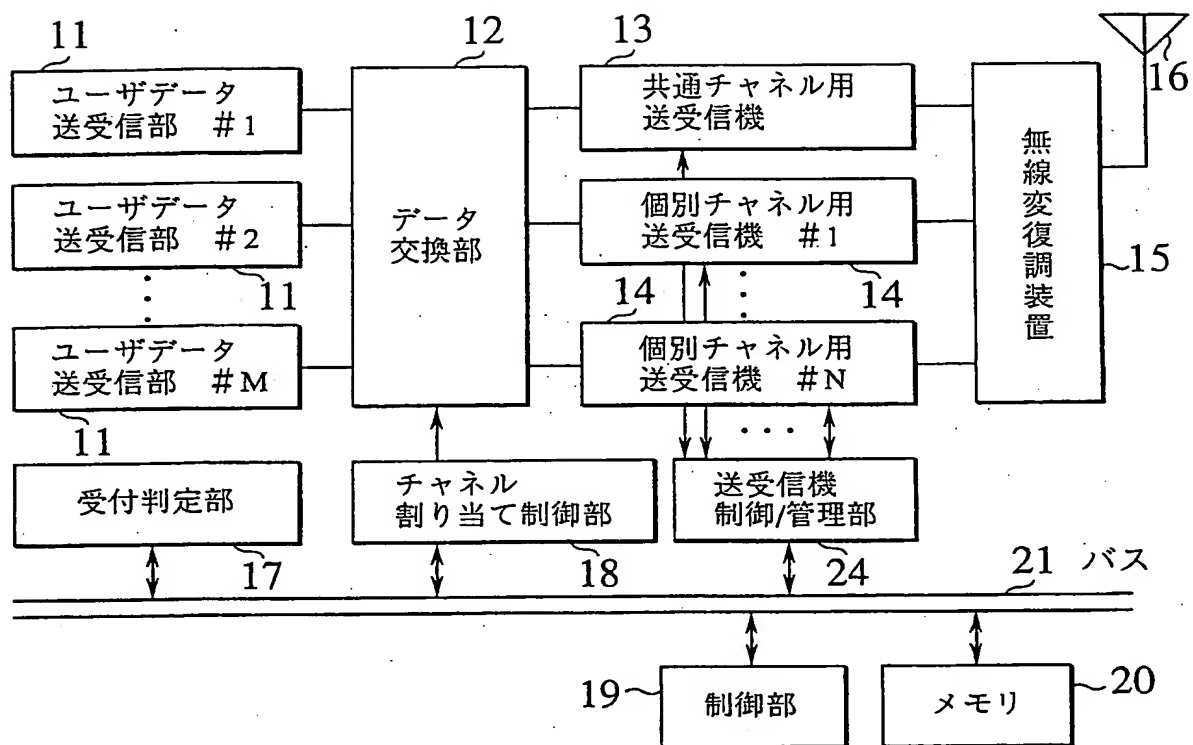 11
ユーザデータ
送受信部 #1
12
データ
交換部
13
共通チャネル用
送受信機
16
無線変復調装置
15
ユーザデータ
送受信部 #2
11
個別チャネル用
送受信機 #1
14
14
ユーザデータ
送受信部 #M
11
個別チャネル用
送受信機 #N
受付判定部
17
チャネル
割り当て制御部
18
送受信機
制御/管理部
24
21 バス
19
制御部
メモリ
20